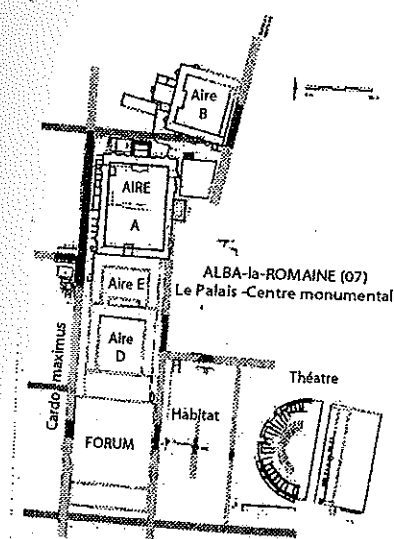 Aire
B
AIRE
A
ALBA-la-ROMAINE (07)
Le Palais -Centre monumental
Aire E
Aire
D
Cardo maximus
Théatre
Habitat
FORUM